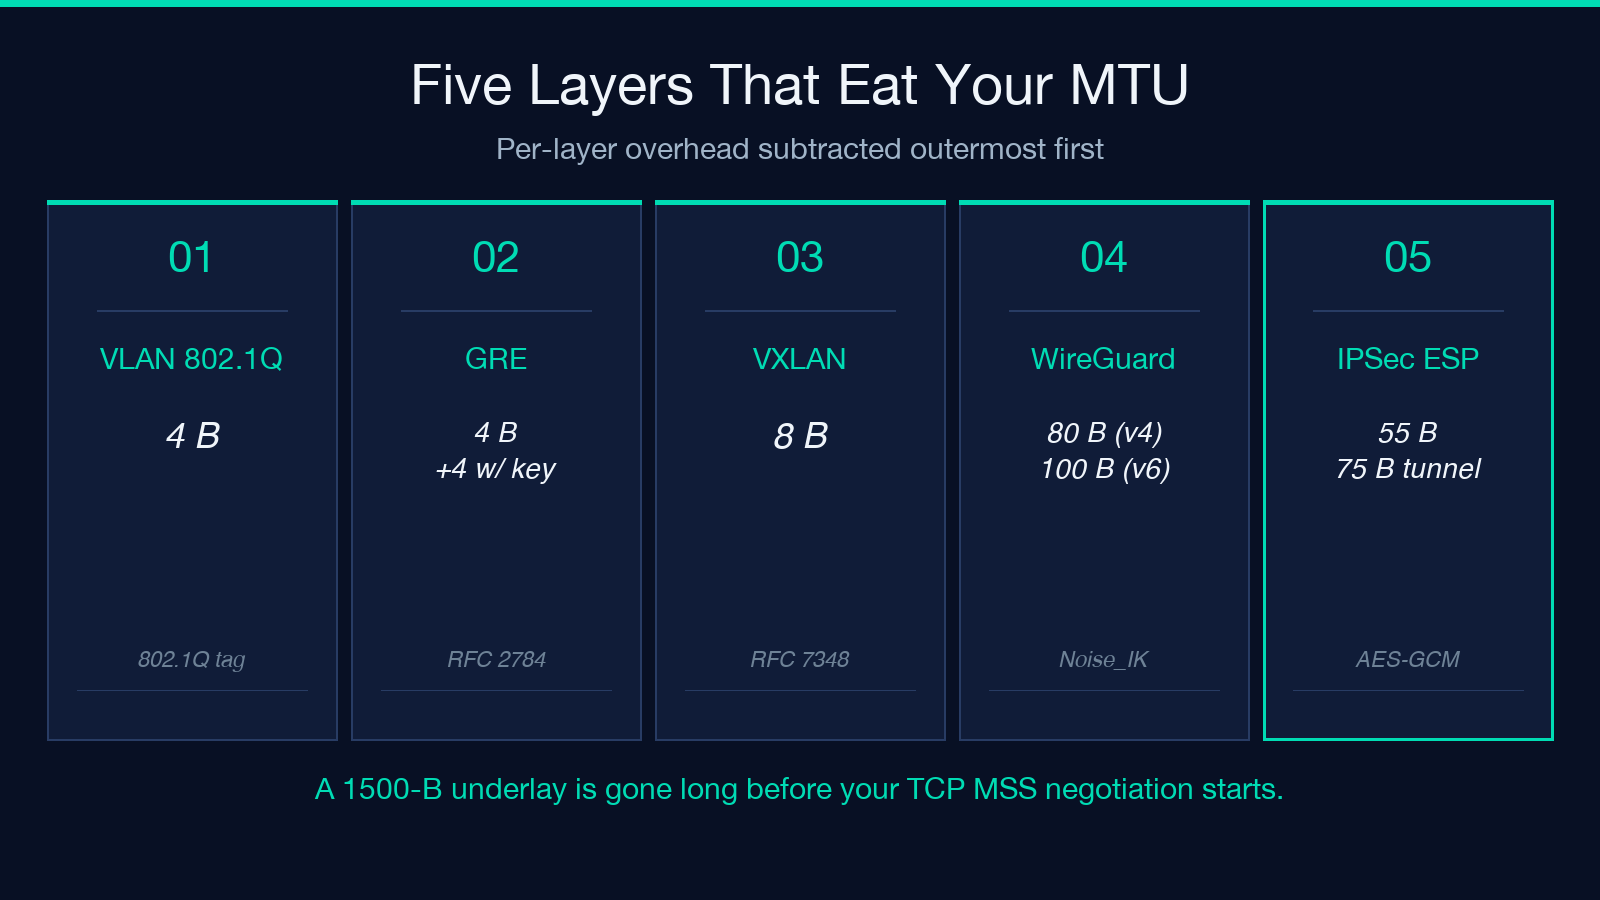 Five Layers That Eat Your MTU
Per-layer overhead subtracted outermost first
01
VLAN 802.1Q
4 B
802.1Q tag
02
GRE
4 B
+4 w/ key
RFC 2784
03
VXLAN
8 B
RFC 7348
04
WireGuard
80 B (v4)
100 B (v6)
Noise_IK
05
IPSec ESP
55 B
75 B tunnel
AES-GCM
A 1500-B underlay is gone long before your TCP MSS negotiation starts.